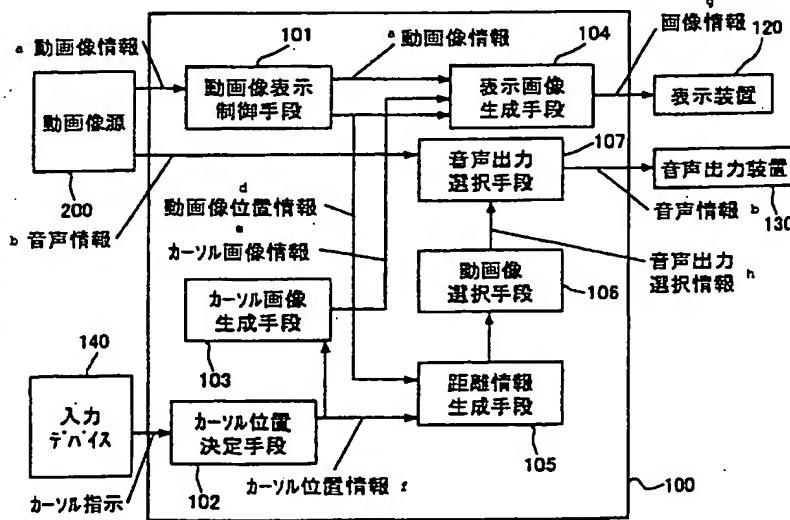 g
101
a 動画像情報
104
画像情報
120
a 動画像情報
動画像源
200
動画像表示
制御手段
表示画像
生成手段
表示装置
107
音声出力
選択手段
音声出力装置
130
音声情報 b
d
動画像位置情報
b 音声情報
e
カーソル画像情報
動画像
選択手段
106
音声出力
選択情報 h
カーソル画像
生成手段
103
140
入力
デバイス
カーソル位置
決定手段
102
距離情報
生成手段
105
カーソル指示
カーソル位置情報 f
100